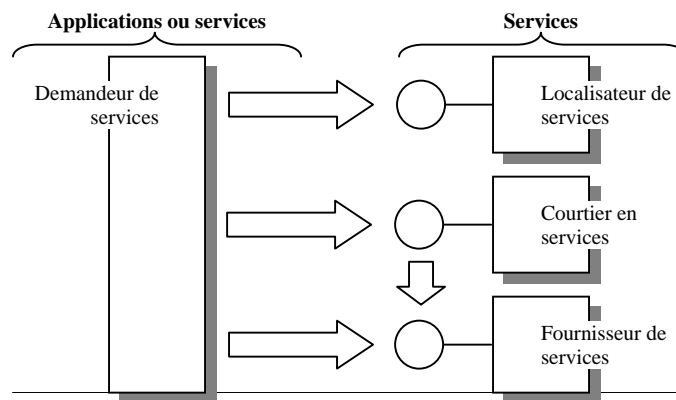 Applications ou services
Services
Demandeur de
services
Localisateur de
services
Courtier en
services
Fournisseur de
services